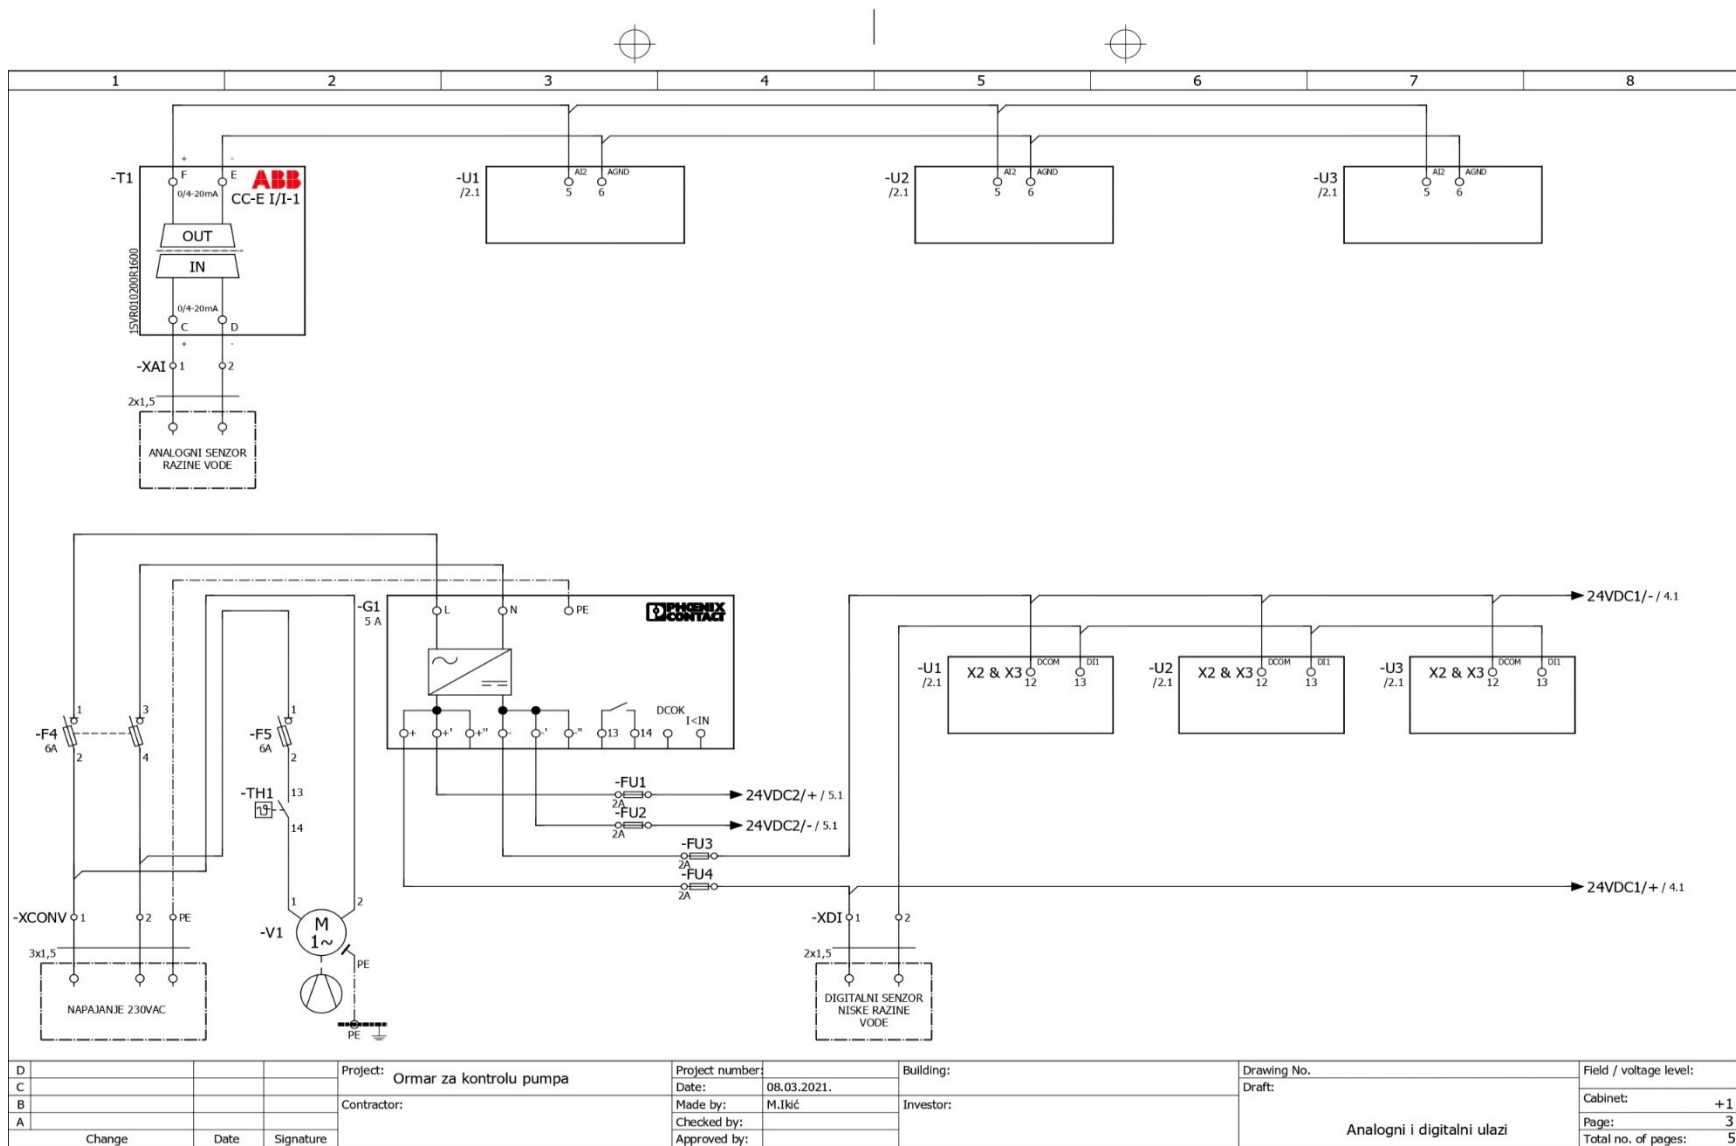 1 2 3 4 5 6 7 8
+ -
-T1 F E ABB
0/4-20mA CC-E I/I-1
OUT
IN
1SVR010200R1600
0/4-20mA
C D
+ -
-XAI 1 2
2x1,5
ANALOGNI SENZOR
RAZINE VODE
-U1 AI2 AGND
/2.1 5 6
-U2 AI2 AGND
/2.1 5 6
-U3 AI2 AGND
/2.1 5 6
-G1 L N PE PHŒNIX
5 A CONTACT
DCOK
I<IN
+ +' +" - -' -" 13 14
1 3
-F4
6A
2 4
1
-F5
6A
2
-TH1 13
14
1 2
-V1 M
1~
PE
PE
-XCONV 1 2 PE
3x1,5
NAPAJANJE 230VAC
-FU1
2A
24VDC2/+ / 5.1
-FU2
2A
24VDC2/- / 5.1
-FU3
2A
-FU4
2A
24VDC1/- / 4.1
-U1 X2 & X3 DCOM DI1
/2.1 12 13
-U2 X2 & X3 DCOM DI1
/2.1 12 13
-U3 X2 & X3 DCOM DI1
/2.1 12 13
24VDC1/+ / 4.1
-XDI 1 2
2x1,5
DIGITALNI SENZOR
NISKE RAZINE
VODE
D
C
B
A
Change Date Signature
Project: Ormar za kontrolu pumpa
Contractor:
Project number:
Date: 08.03.2021.
Made by: M.Ikić
Checked by:
Approved by:
Building:
Investor:
Drawing No.
Draft:
Analogni i digitalni ulazi
Field / voltage level:
Cabinet: +1
Page: 3
Total no. of pages: 5